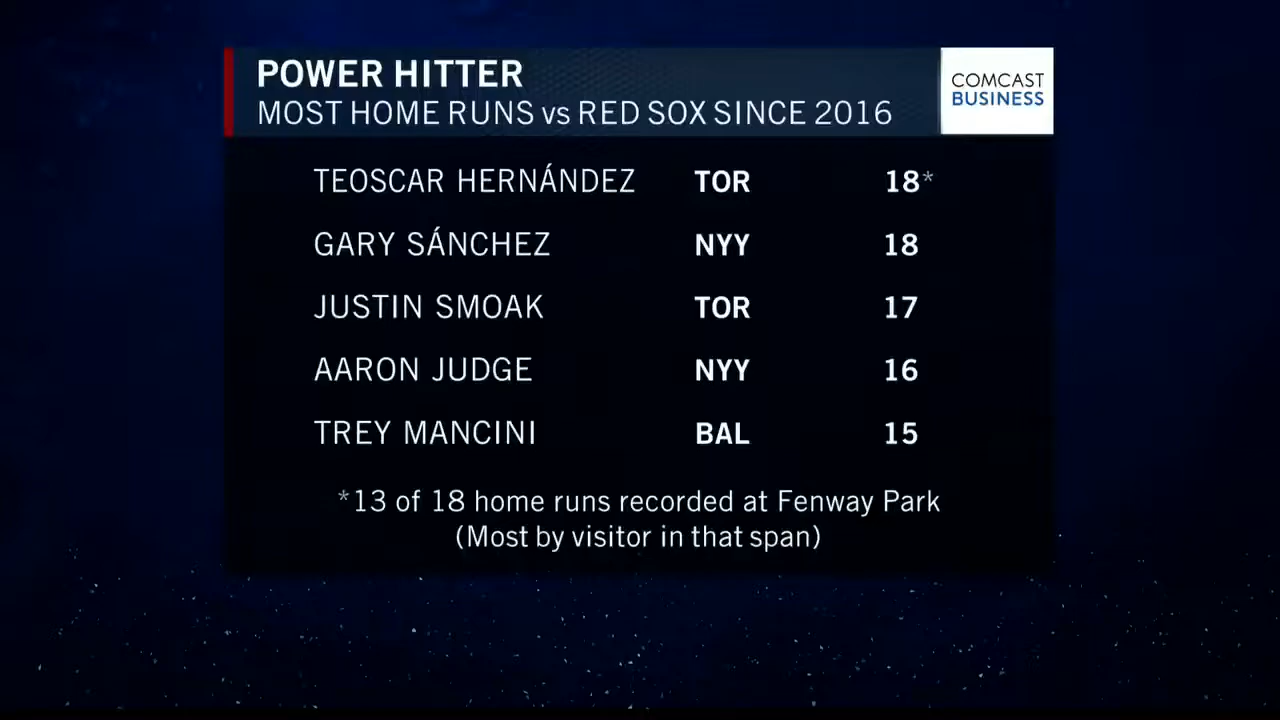 POWER HITTER
MOST HOME RUNS vs RED SOX SINCE 2016
COMCAST
BUSINESS
TEOSCAR HERNÁNDEZ TOR 18*
GARY SÁNCHEZ NYY 18
JUSTIN SMOAK TOR 17
AARON JUDGE NYY 16
TREY MANCINI BAL 15
*13 of 18 home runs recorded at Fenway Park
(Most by visitor in that span)